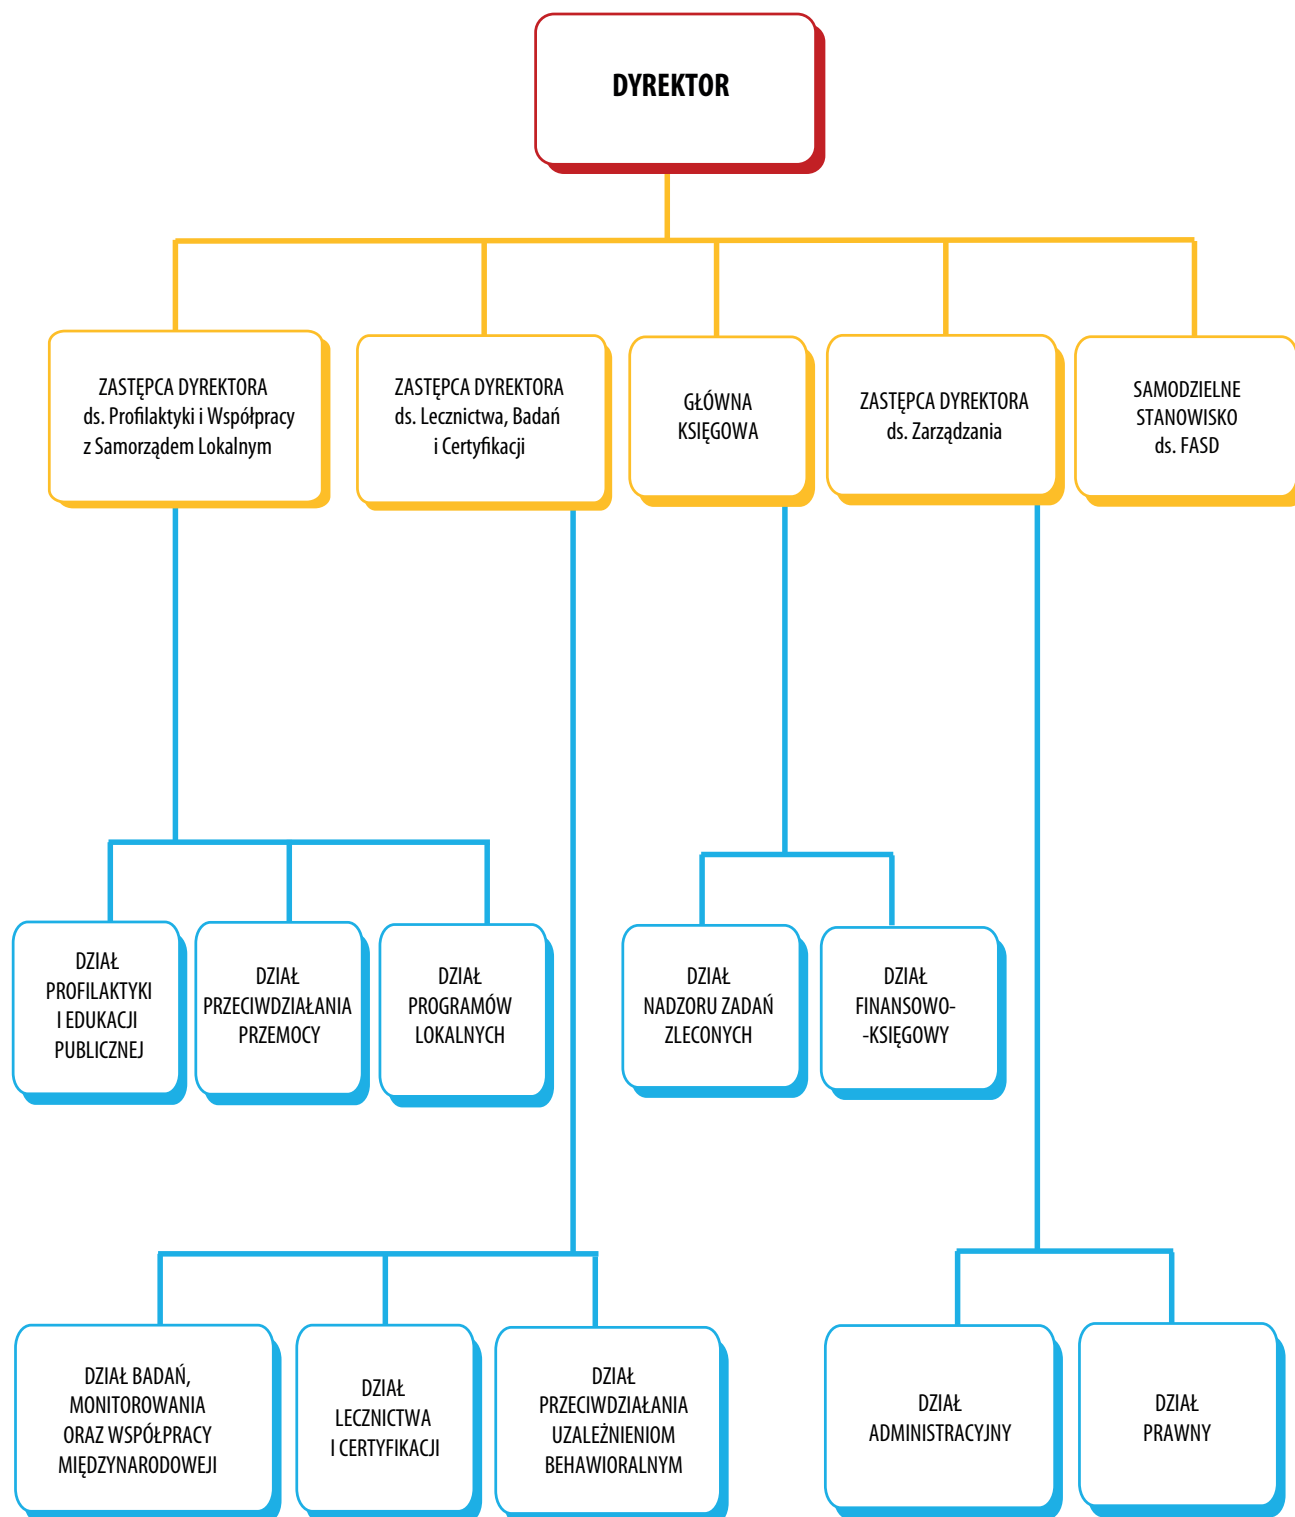 DYREKTOR
ZASTĘPCA DYREKTORA
ds. Profilaktyki i Współpracy
z Samorządem Lokalnym
ZASTĘPCA DYREKTORA
ds. Lecznictwa, Badań
i Certyfikacji
GŁÓWNA
KSIĘGOWA
ZASTĘPCA DYREKTORA
ds. Zarządzania
SAMODZIELNE
STANOWISKO
ds. FASD
DZIAŁ
PROFILAKTYKI
I EDUKACJI
PUBLICZNEJ
DZIAŁ
PRZECIWDZIAŁANIA
PRZEMOCY
DZIAŁ
PROGRAMÓW
LOKALNYCH
DZIAŁ
NADZORU ZADAŃ
ZLECONYCH
DZIAŁ
FINANSOWO-
-KSIĘGOWY
DZIAŁ BADAŃ,
MONITOROWANIA
ORAZ WSPÓŁPRACY
MIĘDZYNARODOWEJI
DZIAŁ
LECZNICTWA
I CERTYFIKACJI
DZIAŁ
PRZECIWDZIAŁANIA
UZALEŻNIENIOM
BEHAWIORALNYM
DZIAŁ
ADMINISTRACYJNY
DZIAŁ
PRAWNY